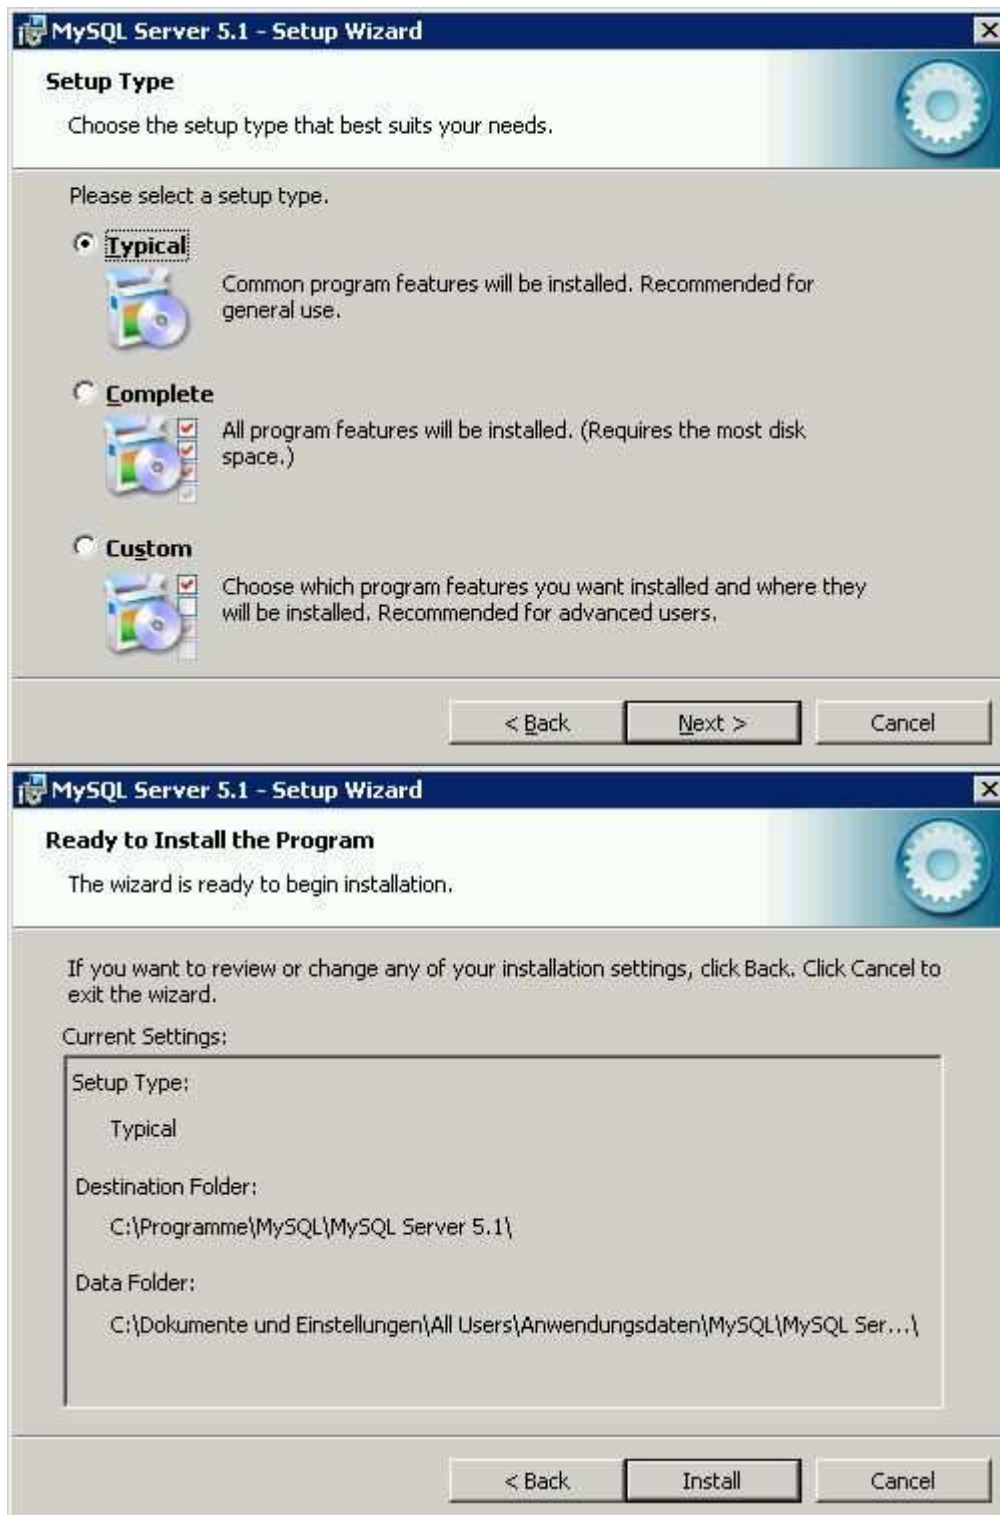 MySQL Server 5.1 - Setup Wizard
Setup Type
Choose the setup type that best suits your needs.
Please select a setup type.
Typical
Common program features will be installed. Recommended for
general use.
Complete
All program features will be installed. (Requires the most disk
space.)
Custom
Choose which program features you want installed and where they
will be installed. Recommended for advanced users.
< Back
Next >
Cancel
MySQL Server 5.1 - Setup Wizard
Ready to Install the Program
The wizard is ready to begin installation.
If you want to review or change any of your installation settings, click Back. Click Cancel to
exit the wizard.
Current Settings:
Setup Type:
Typical
Destination Folder:
C:\Programme\MySQL\MySQL Server 5.1\
Data Folder:
C:\Dokumente und Einstellungen\All Users\Anwendungsdaten\MySQL\MySQL Ser...\
< Back
Install
Cancel